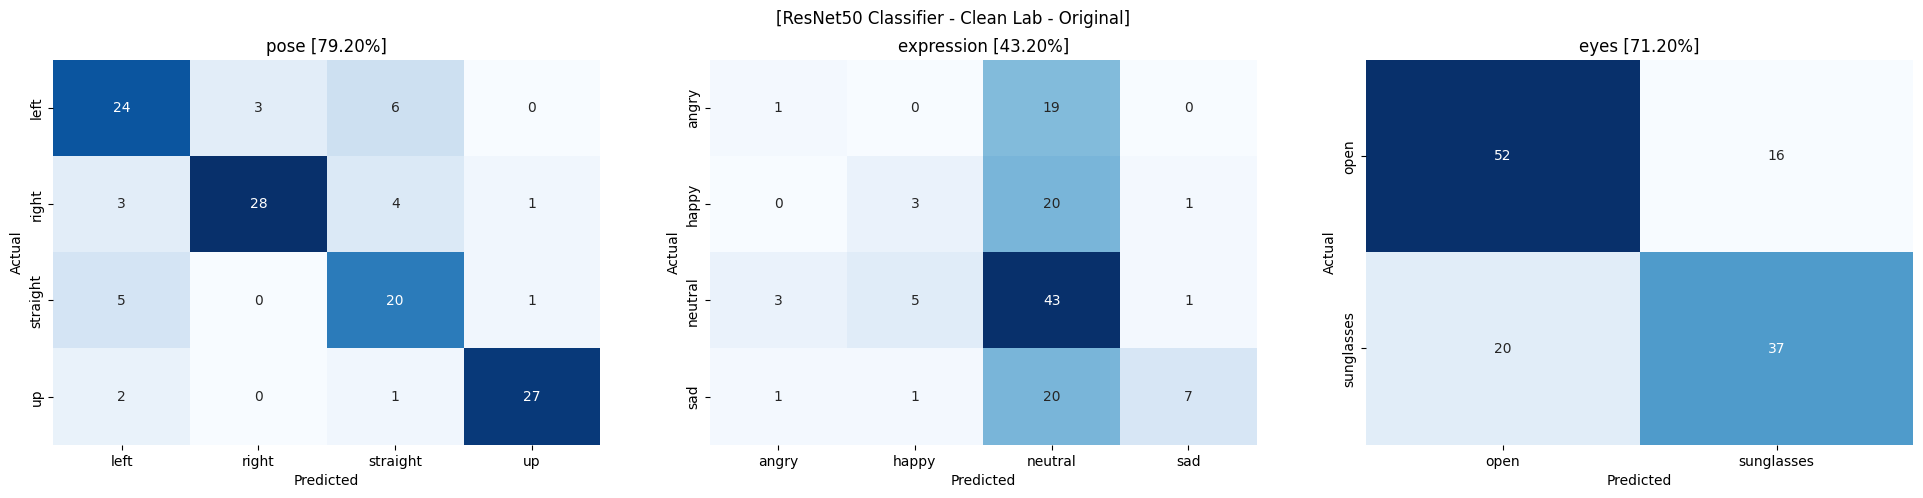 [ResNet50 Classifier - Clean Lab - Original]
pose [79.20%]
Actual
left 24 3 6 0
right 3 28 4 1
straight 5 0 20 1
up 2 0 1 27
left right straight up
Predicted
expression [43.20%]
Actual
angry 1 0 19 0
happy 0 3 20 1
neutral 3 5 43 1
sad 1 1 20 7
angry happy neutral sad
Predicted
eyes [71.20%]
Actual
open 52 16
sunglasses 20 37
open sunglasses
Predicted